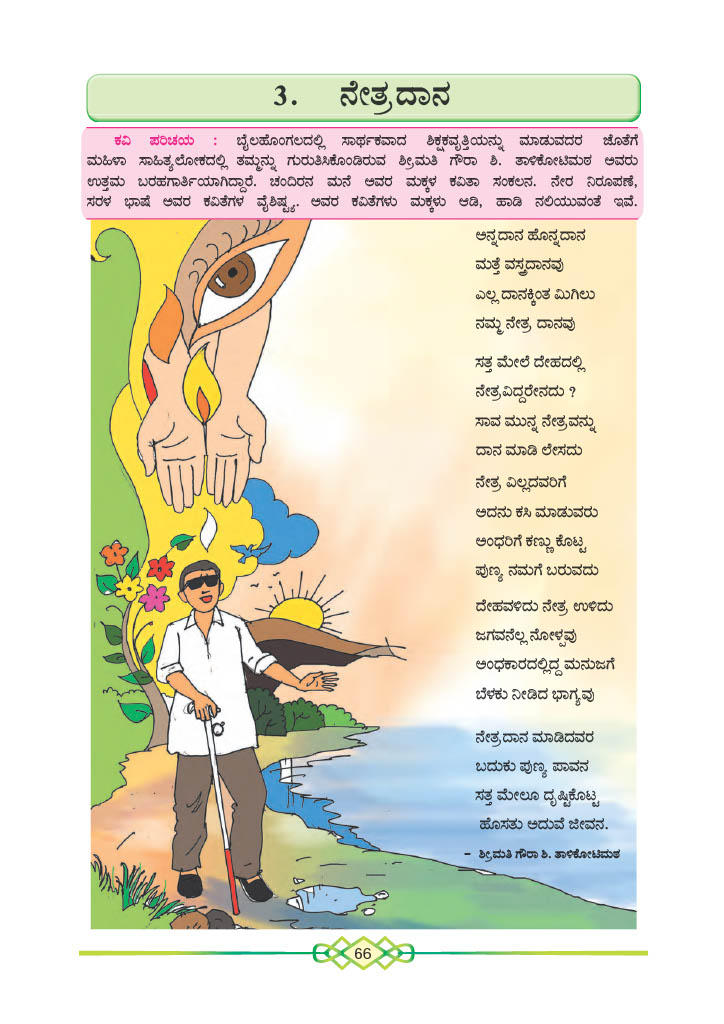 3. ನೇತ್ರದಾನ
ಕವಿ ಪರಿಚಯ : ಬೈಲಹೊಂಗಲದಲ್ಲಿ ಸಾರ್ಥಕವಾದ ಶಿಕ್ಷಕವೃತ್ತಿಯನ್ನು ಮಾಡುವದರ ಜೊತೆಗೆ
ಮಹಿಳಾ ಸಾಹಿತ್ಯಲೋಕದಲ್ಲಿ ತಮ್ಮನ್ನು ಗುರುತಿಸಿಕೊಂಡಿರುವ ಶ್ರೀಮತಿ ಗೌರಾ ಶಿ. ತಾಳಿಕೋಟಿಮಠ ಅವರು
ಉತ್ತಮ ಬರಹಗಾರ್ತಿಯಾಗಿದ್ದಾರೆ. ಚಂದಿರನ ಮನೆ ಅವರ ಮಕ್ಕಳ ಕವಿತಾ ಸಂಕಲನ. ನೇರ ನಿರೂಪಣೆ,
ಸರಳ ಭಾಷೆ ಅವರ ಕವಿತೆಗಳ ವೈಶಿಷ್ಟ್ಯ. ಅವರ ಕವಿತೆಗಳು ಮಕ್ಕಳು ಆಡಿ, ಹಾಡಿ ನಲಿಯುವಂತೆ ಇವೆ.
ಅನ್ನದಾನ ಹೊನ್ನದಾನ
ಮತ್ತೆ ವಸ್ತ್ರದಾನವು
ಎಲ್ಲ ದಾನಕ್ಕಿಂತ ಮಿಗಿಲು
ನಮ್ಮ ನೇತ್ರ ದಾನವು
ಸತ್ತ ಮೇಲೆ ದೇಹದಲ್ಲಿ
ನೇತ್ರವಿದ್ದರೇನದು ?
ಸಾವ ಮುನ್ನ ನೇತ್ರವನ್ನು
ದಾನ ಮಾಡಿ ಲೇಸದು
ನೇತ್ರ ವಿಲ್ಲದವರಿಗೆ
ಅದನು ಕಸಿ ಮಾಡುವರು
ಅಂಧರಿಗೆ ಕಣ್ಣು ಕೊಟ್ಟ
ಪುಣ್ಯ ನಮಗೆ ಬರುವದು
ದೇಹವಳಿದು ನೇತ್ರ ಉಳಿದು
ಜಗವನೆಲ್ಲ ನೋಳ್ಪವು
ಅಂಧಕಾರದಲ್ಲಿದ್ದ ಮನುಜಗೆ
ಬೆಳಕು ನೀಡಿದ ಭಾಗ್ಯವು
ನೇತ್ರದಾನ ಮಾಡಿದವರ
ಬದುಕು ಪುಣ್ಯ ಪಾವನ
ಸತ್ತ ಮೇಲೂ ದೃಷ್ಟಿಕೊಟ್ಟ
ಹೊಸತು ಅದುವೆ ಜೀವನ.
– ಶ್ರೀಮತಿ ಗೌರಾ ಶಿ. ತಾಳಿಕೋಟಿಮಠ
66